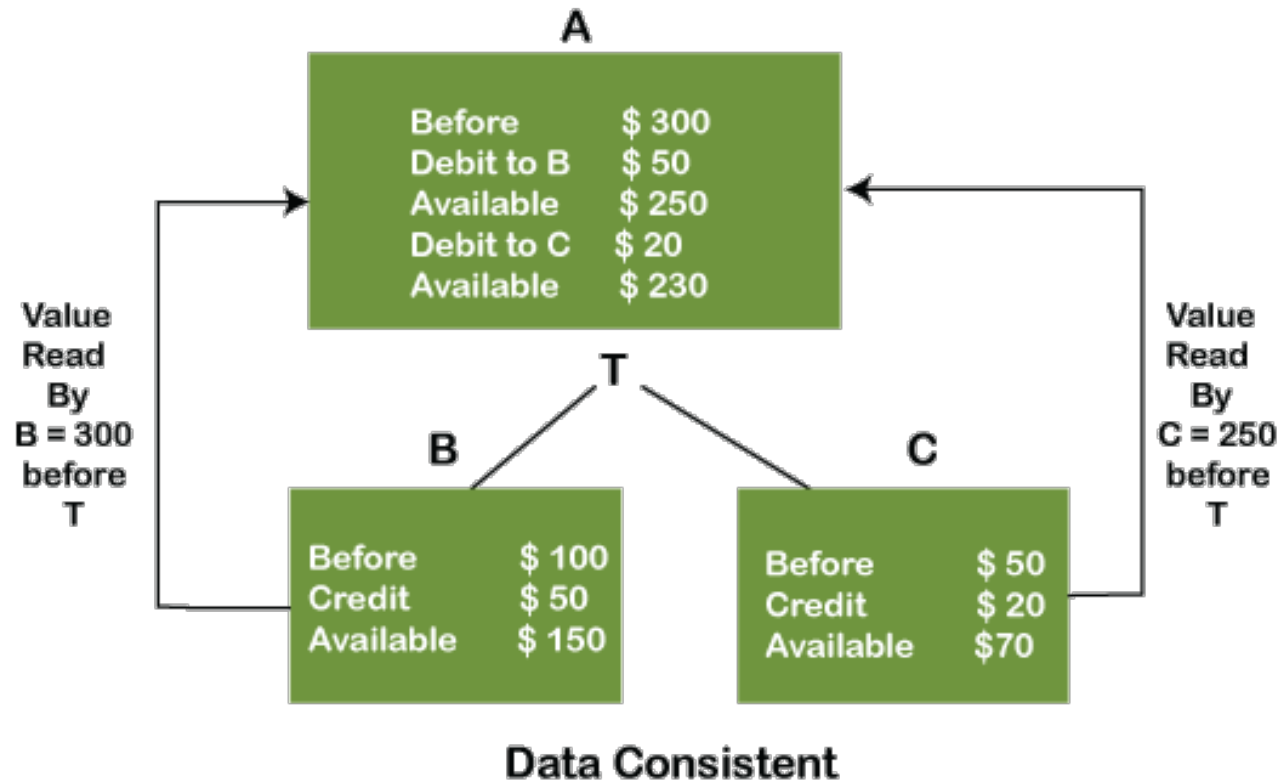 A
Before $ 300
Debit to B $ 50
Available $ 250
Debit to C $ 20
Available $ 230
Value
Read
By
B = 300
before
T
T
Value
Read
By
C = 250
before
T
B
Before $ 100
Credit $ 50
Available $ 150
C
Before $ 50
Credit $ 20
Available $70
Data Consistent